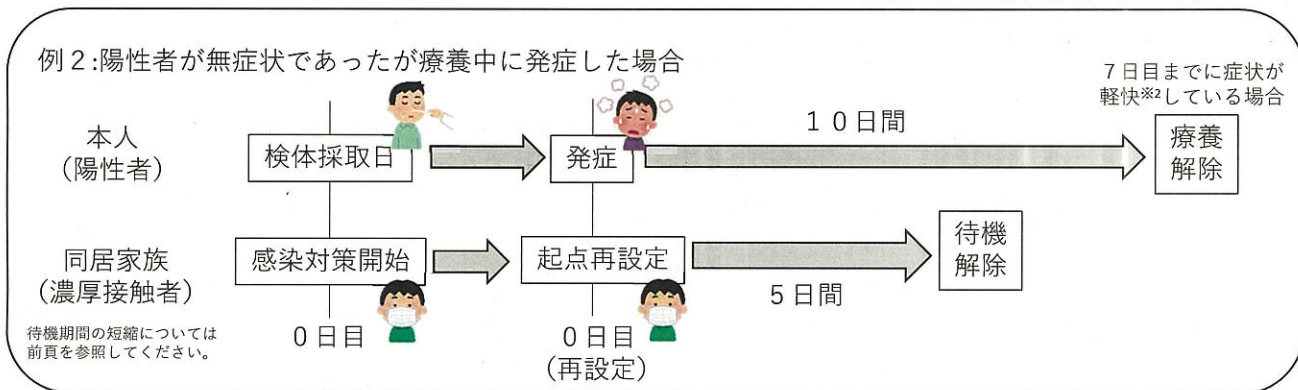 例２:陽性者が無症状であったが療養中に発症した場合
７日目までに症状が
軽快※2している場合
本人
(陽性者)
検体採取日
発症
１０日間
療養
解除
同居家族
(濃厚接触者)
感染対策開始
起点再設定
５日間
待機
解除
待機期間の短縮については
前頁を参照してください。
０日目
０日目
(再設定)